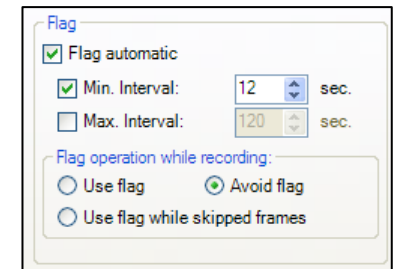 Flag
Flag automatic
Min. Interval: 12 sec.
Max. Interval: 120 sec.
Flag operation while recording:
Use flag Avoid flag
Use flag while skipped frames